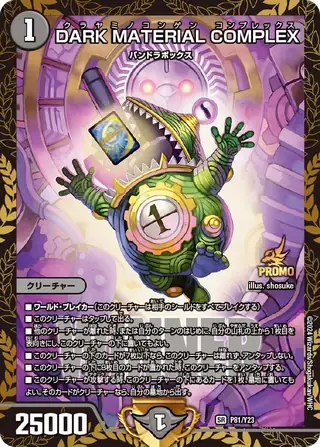 クラヤミノコンゲン コンプレックス
1
DARK MATERIAL COMPLEX
パンドラボックス
1
PROMO
illus. shosuke
クリーチャー
■ワールド・ブレイカー(このクリーチャーは相手のシールドをすべてブレイクする)
■このクリーチャーはタップして出る。
■他のクリーチャーが離れた時、または自分のターンのはじめに、自分の山札の上から1枚目を
表向きにし、このクリーチャーの下に置いてもよい。
■このクリーチャーの下のカードが7枚以下なら、このクリーチャーは離れず、アンタップしない。
■このクリーチャーの下に8枚目のカードが置かれた時、このクリーチャーをアンタップする。
■このクリーチャーが攻撃する時、このクリーチャーの下にあるカードを1枚、墓地に置いても
よい。そのカードがクリーチャーなら、自分の墓地から出す。
©2024 Wizards/Shogakukan/WHC
25000
SR P81/Y23